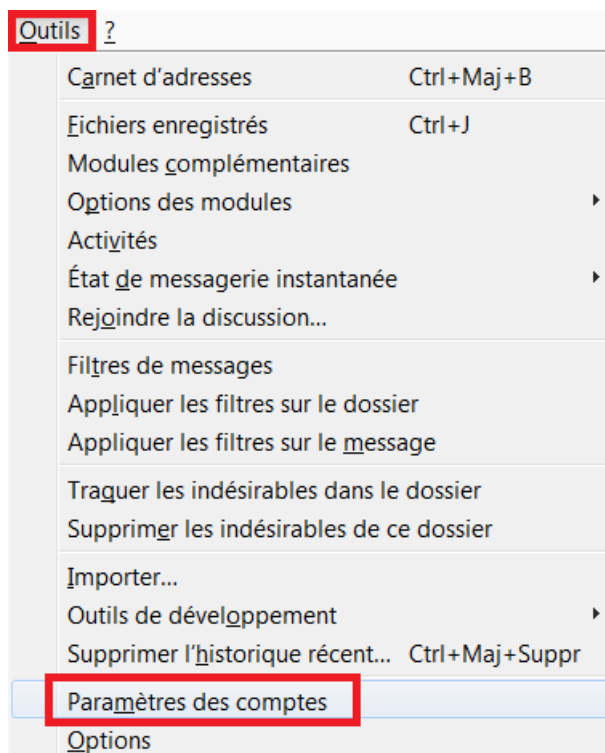 Outils ?
Carnet d'adresses Ctrl+Maj+B
Fichiers enregistrés Ctrl+J
Modules complémentaires
Options des modules
Activités
État de messagerie instantanée
Rejoindre la discussion...
Filtres de messages
Appliquer les filtres sur le dossier
Appliquer les filtres sur le message
Traquer les indésirables dans le dossier
Supprimer les indésirables de ce dossier
Importer...
Outils de développement
Supprimer l'historique récent... Ctrl+Maj+Suppr
Paramètres des comptes
Options